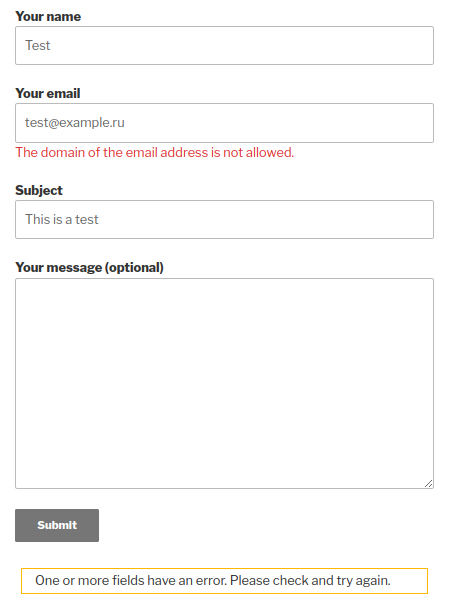 Your name
Test
Your email
test@example.ru
The domain of the email address is not allowed.
Subject
This is a test
Your message (optional)
Submit
One or more fields have an error. Please check and try again.